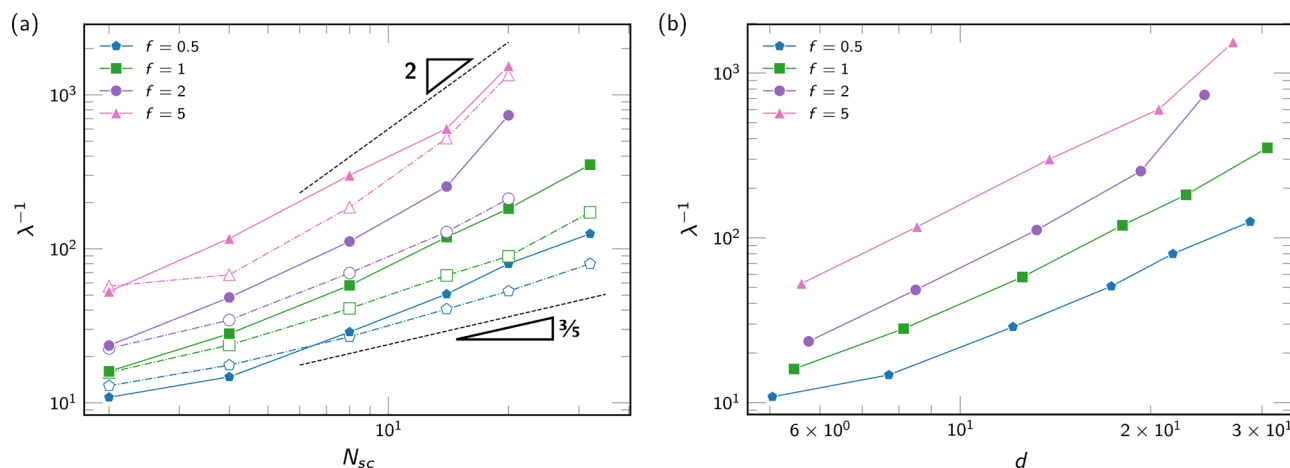 (a)
f = 0.5
f = 1
f = 2
f = 5
2
3/5
10³
10²
10¹
λ⁻¹
10¹
N_sc
(b)
f = 0.5
f = 1
f = 2
f = 5
10³
10²
10¹
λ⁻¹
6 × 10⁰
10¹
2 × 10¹
3 × 10¹
d